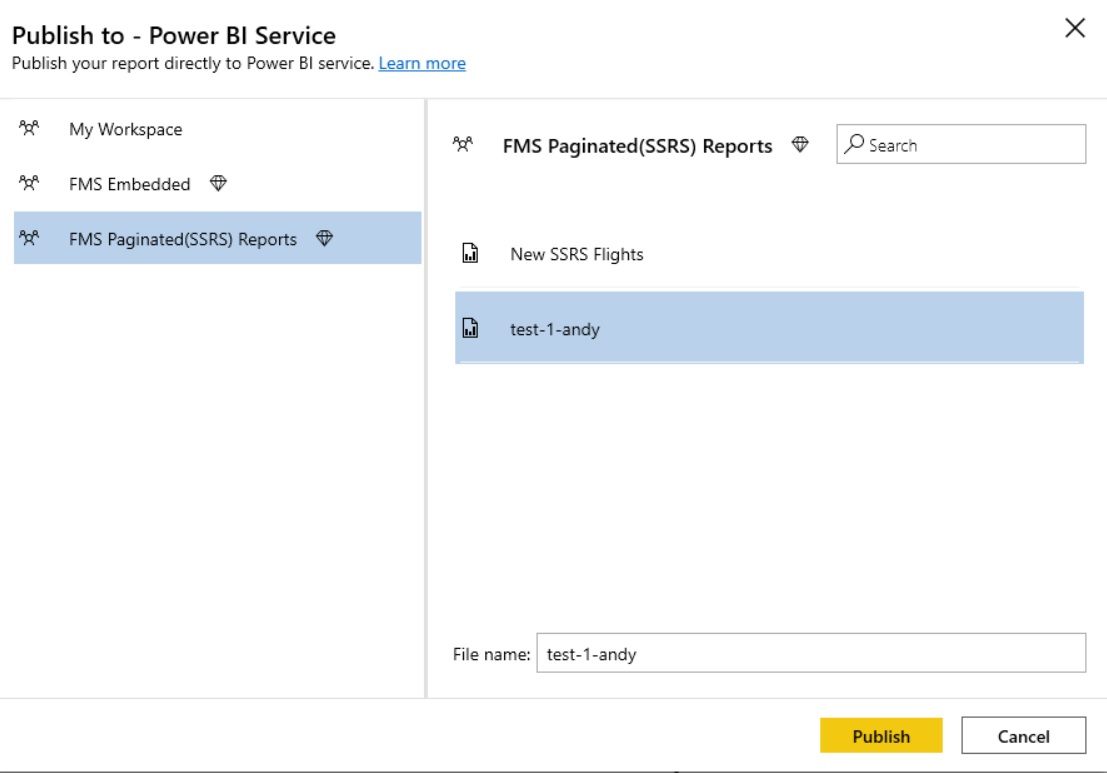 Publish to - Power BI Service
Publish your report directly to Power BI service. Learn more
My Workspace
FMS Embedded
FMS Paginated(SSRS) Reports
FMS Paginated(SSRS) Reports
Search
New SSRS Flights
test-1-andy
File name: test-1-andy
Publish
Cancel